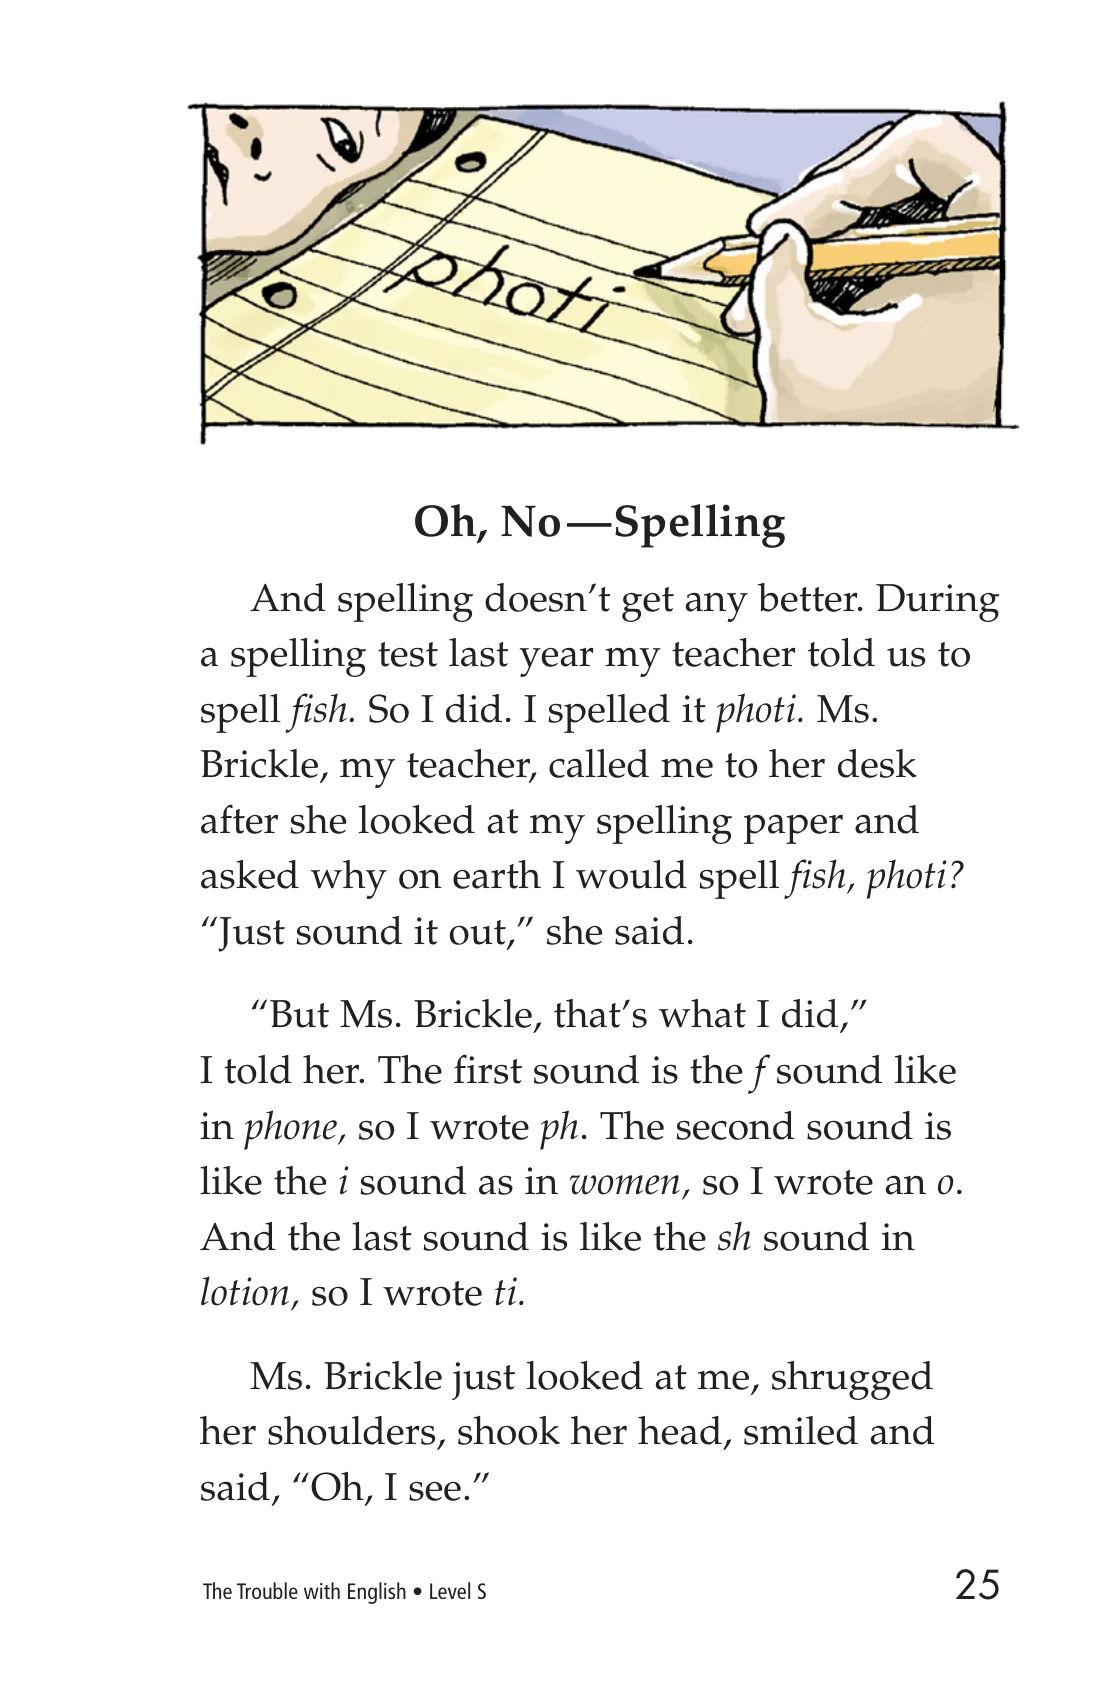 photi
Oh, No—Spelling
And spelling doesn’t get any better. During
a spelling test last year my teacher told us to
spell fish. So I did. I spelled it photi. Ms.
Brickle, my teacher, called me to her desk
after she looked at my spelling paper and
asked why on earth I would spell fish, photi?
“Just sound it out,” she said.
“But Ms. Brickle, that’s what I did,”
I told her. The first sound is the f sound like
in phone, so I wrote ph. The second sound is
like the i sound as in women, so I wrote an o.
And the last sound is like the sh sound in
lotion, so I wrote ti.
Ms. Brickle just looked at me, shrugged
her shoulders, shook her head, smiled and
said, “Oh, I see.”
The Trouble with English • Level S 25